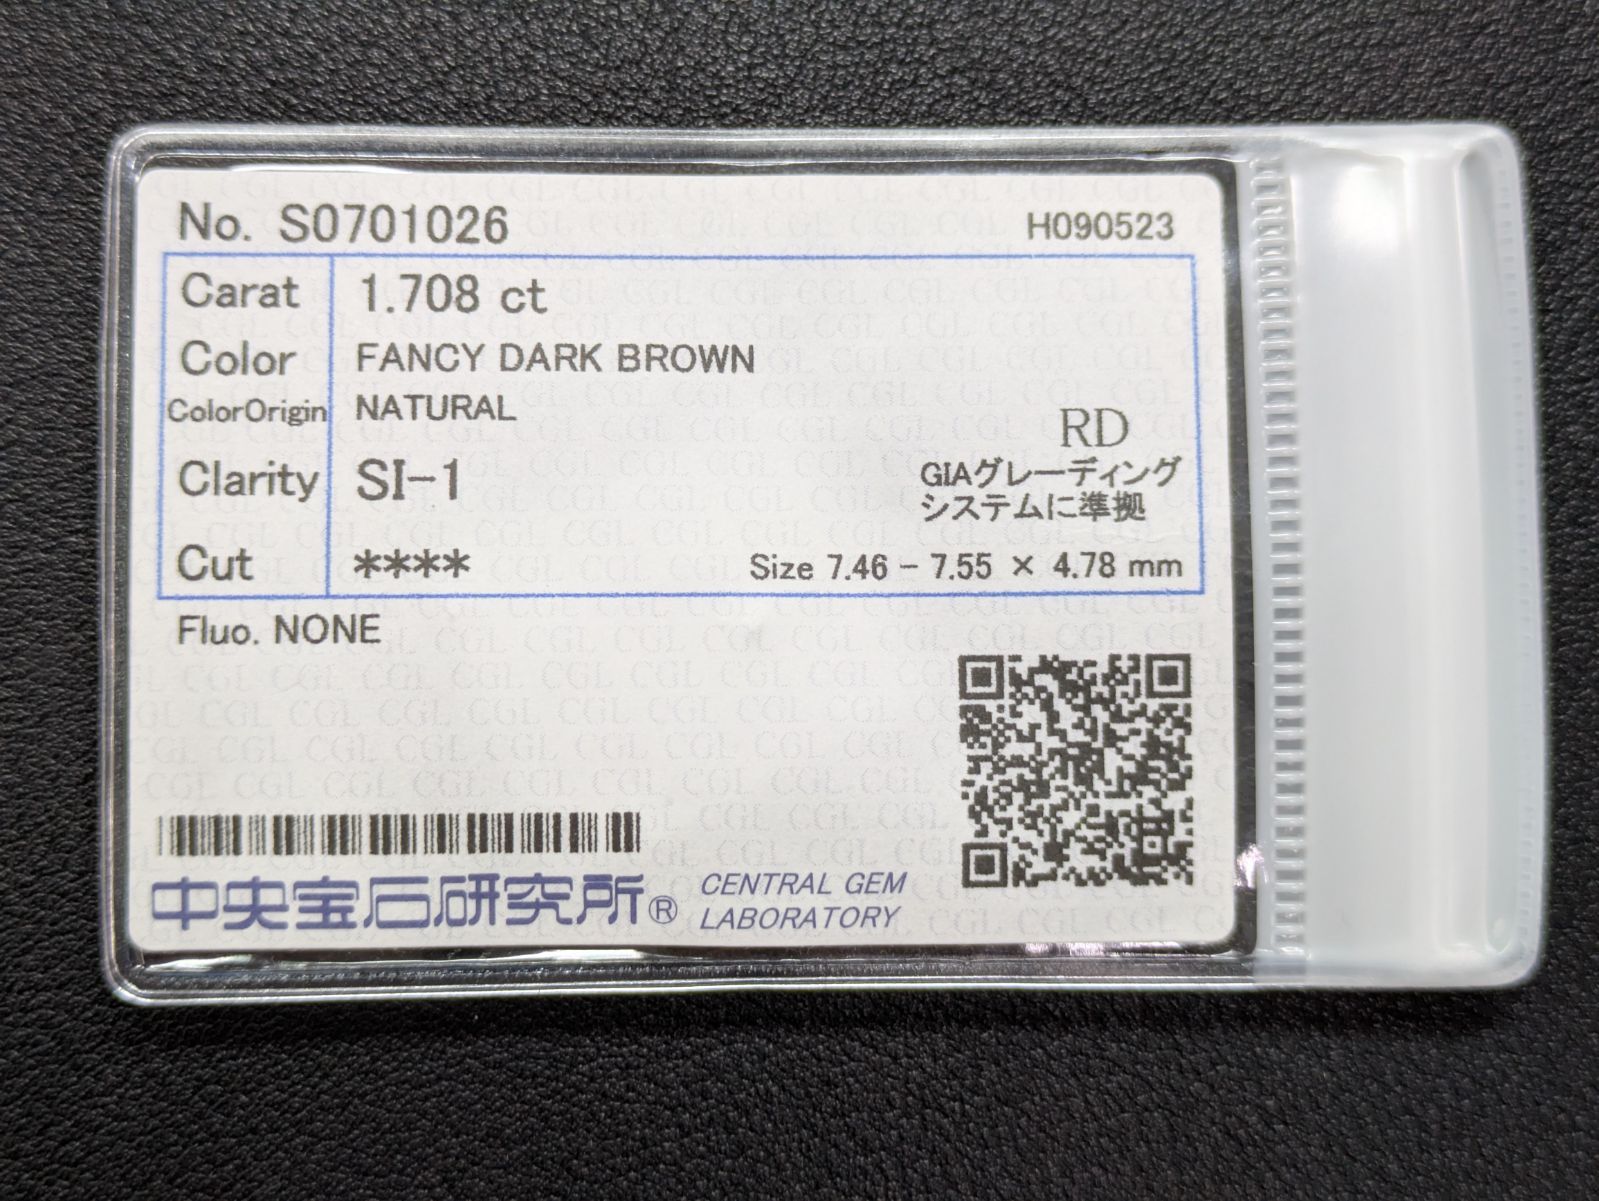 No. S0701026 H090523
Carat 1.708 ct
Color FANCY DARK BROWN
ColorOrigin NATURAL
RD
Clarity SI-1
GIAグレーディング
システムに準拠
Cut ****
Size 7.46 - 7.55 × 4.78 mm
Fluo. NONE
中央宝石研究所®
CENTRAL GEM
LABORATORY